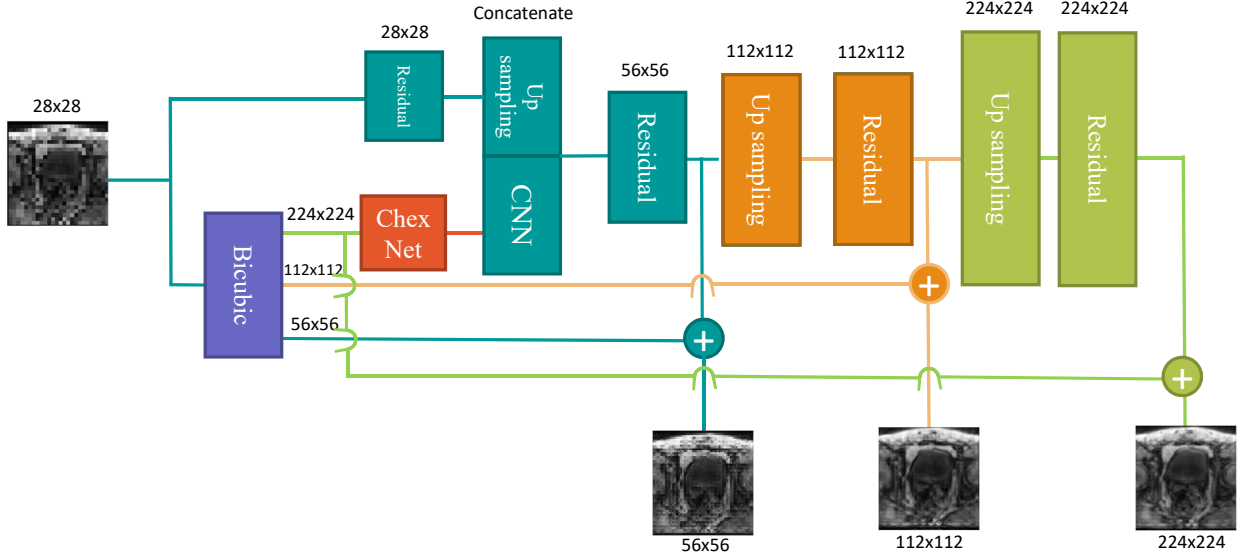 Concatenate
28x28
Residual
Up
sampling
CNN
56x56
Residual
112x112
Up sampling
112x112
Residual
224x224
Up sampling
224x224
Residual
28x28
Bicubic
224x224
Chex
Net
112x112
56x56
+
+
+
56x56
112x112
224x224